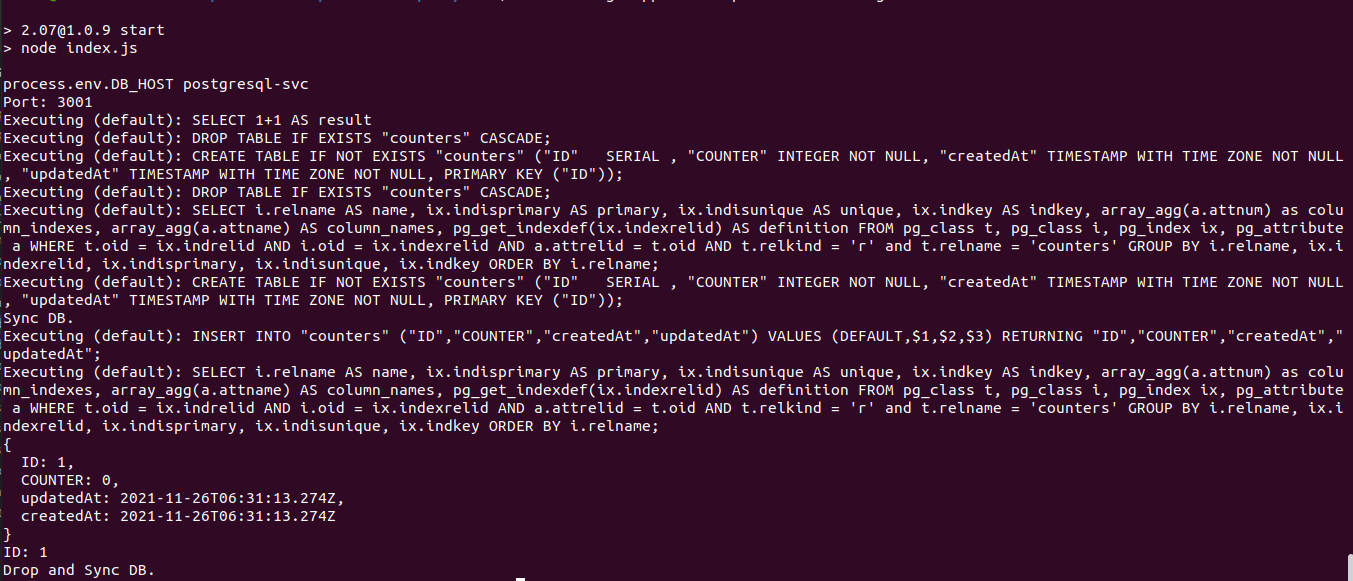 > 2.07@1.0.9 start
> node index.js
process.env.DB_HOST postgresql-svc
Port: 3001
Executing (default): SELECT 1+1 AS result
Executing (default): DROP TABLE IF EXISTS "counters" CASCADE;
Executing (default): CREATE TABLE IF NOT EXISTS "counters" ("ID"   SERIAL , "COUNTER" INTEGER NOT NULL, "createdAt" TIMESTAMP WITH TIME ZONE NOT NULL
, "updatedAt" TIMESTAMP WITH TIME ZONE NOT NULL, PRIMARY KEY ("ID"));
Executing (default): DROP TABLE IF EXISTS "counters" CASCADE;
Executing (default): SELECT i.relname AS name, ix.indisprimary AS primary, ix.indisunique AS unique, ix.indkey AS indkey, array_agg(a.attnum) as colu
mn_indexes, array_agg(a.attname) AS column_names, pg_get_indexdef(ix.indexrelid) AS definition FROM pg_class t, pg_class i, pg_index ix, pg_attribute
 a WHERE t.oid = ix.indrelid AND i.oid = ix.indexrelid AND a.attrelid = t.oid AND t.relkind = 'r' and t.relname = 'counters' GROUP BY i.relname, ix.i
ndexrelid, ix.indisprimary, ix.indisunique, ix.indkey ORDER BY i.relname;
Executing (default): CREATE TABLE IF NOT EXISTS "counters" ("ID"   SERIAL , "COUNTER" INTEGER NOT NULL, "createdAt" TIMESTAMP WITH TIME ZONE NOT NULL
, "updatedAt" TIMESTAMP WITH TIME ZONE NOT NULL, PRIMARY KEY ("ID"));
Sync DB.
Executing (default): INSERT INTO "counters" ("ID","COUNTER","createdAt","updatedAt") VALUES (DEFAULT,$1,$2,$3) RETURNING "ID","COUNTER","createdAt","
updatedAt";
Executing (default): SELECT i.relname AS name, ix.indisprimary AS primary, ix.indisunique AS unique, ix.indkey AS indkey, array_agg(a.attnum) as colu
mn_indexes, array_agg(a.attname) AS column_names, pg_get_indexdef(ix.indexrelid) AS definition FROM pg_class t, pg_class i, pg_index ix, pg_attribute
 a WHERE t.oid = ix.indrelid AND i.oid = ix.indexrelid AND a.attrelid = t.oid AND t.relkind = 'r' and t.relname = 'counters' GROUP BY i.relname, ix.i
ndexrelid, ix.indisprimary, ix.indisunique, ix.indkey ORDER BY i.relname;
{
  ID: 1,
  COUNTER: 0,
  updatedAt: 2021-11-26T06:31:13.274Z,
  createdAt: 2021-11-26T06:31:13.274Z
}
ID: 1
Drop and Sync DB.